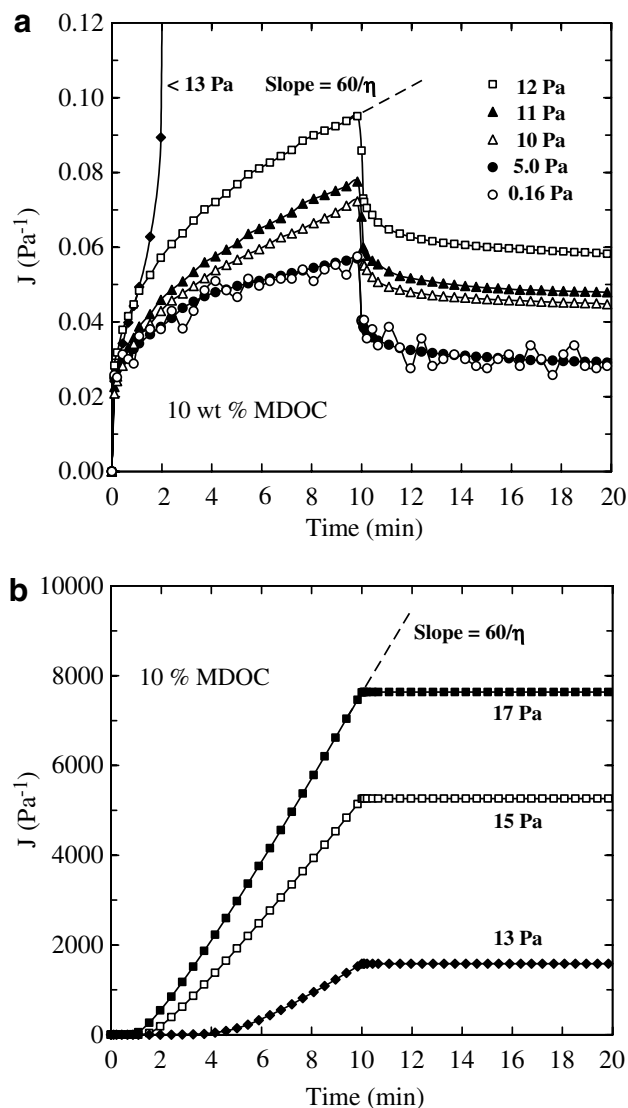 a
0.12
0.10
0.08
0.06
0.04
0.02
0.00
J (Pa-1)
< 13 Pa
Slope = 60/η
12 Pa
11 Pa
10 Pa
5.0 Pa
0.16 Pa
10 wt % MDOC
0 2 4 6 8 10 12 14 16 18 20
Time (min)
b
10000
8000
6000
4000
2000
0
J (Pa-1)
Slope = 60/η
10 % MDOC
17 Pa
15 Pa
13 Pa
0 2 4 6 8 10 12 14 16 18 20
Time (min)